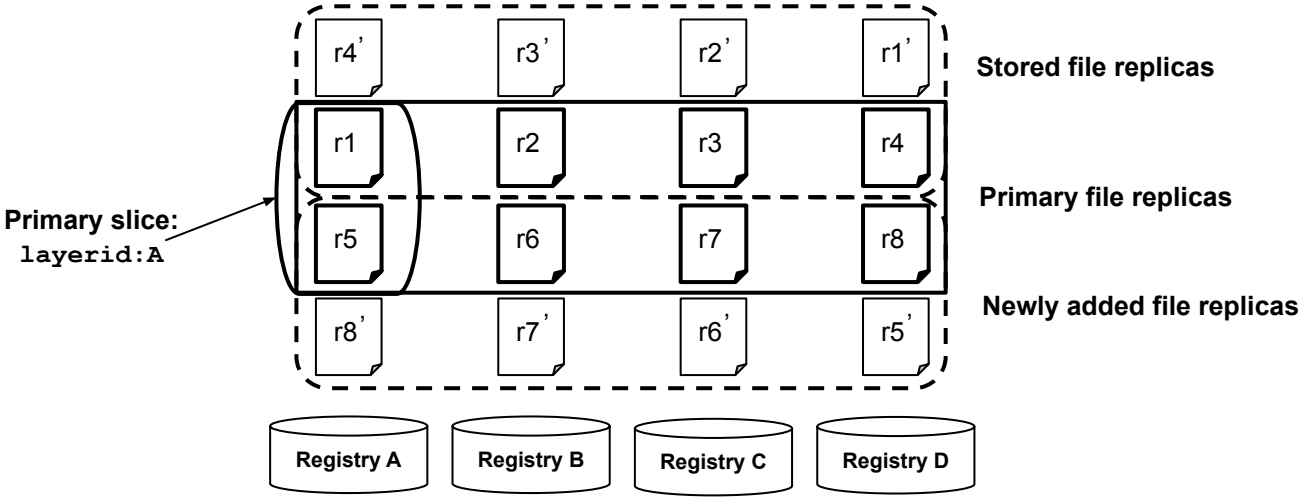 r4’ r3’ r2’ r1’
Stored file replicas
r1 r2 r3 r4
Primary file replicas
Primary slice:
layerid:A
r5 r6 r7 r8
Newly added file replicas
r8’ r7’ r6’ r5’
Registry A Registry B Registry C Registry D